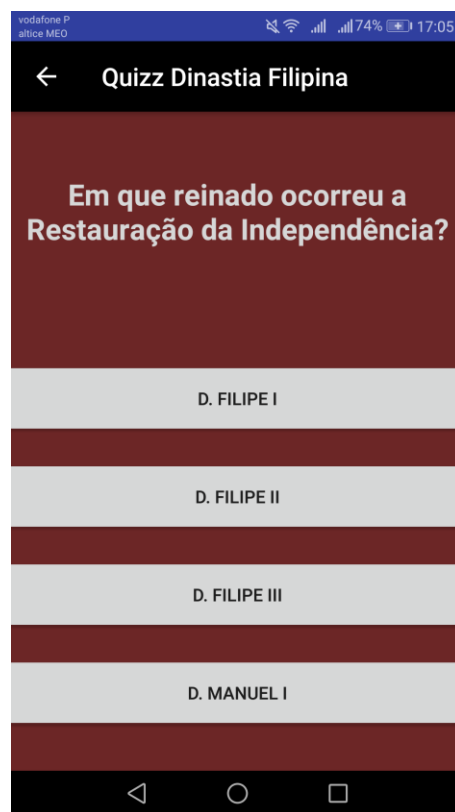 vodafone P
altice MEO
74% 17:05
Quizz Dinastia Filipina
Em que reinado ocorreu a
Restauração da Independência?
D. FILIPE I
D. FILIPE II
D. FILIPE III
D. MANUEL I